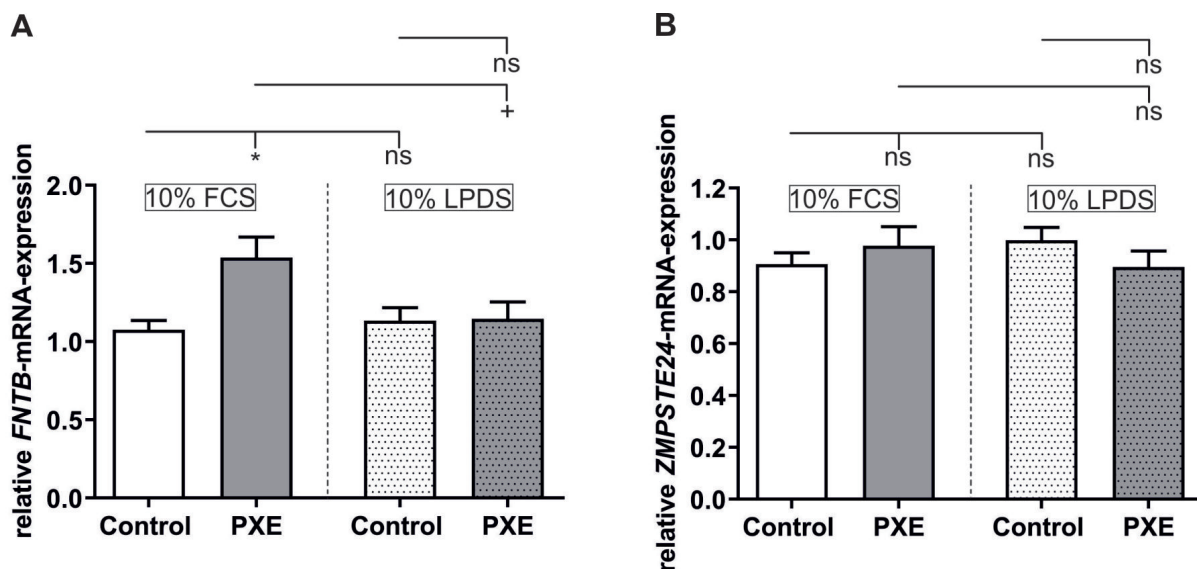 A
ns
+
* ns
relative FNTB-mRNA-expression
2.0
1.5
1.0
0.5
0.0
10% FCS 10% LPDS
Control PXE Control PXE
B
ns
ns
ns ns
relative ZMPSTE24-mRNA-expression
1.2
1.0
0.8
0.6
0.4
0.2
0.0
10% FCS 10% LPDS
Control PXE Control PXE